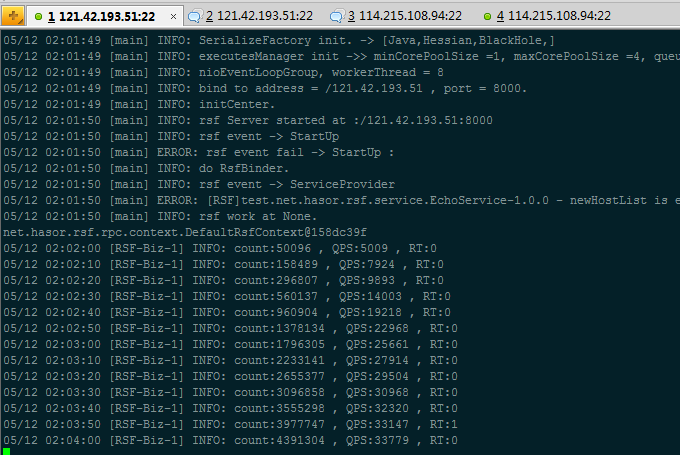 1 121.42.193.51:22 × 2 121.42.193.51:22 3 114.215.108.94:22 4 114.215.108.94:22
05/12 02:01:49 [main] INFO: SerializeFactory init. -> [Java,Hessian,BlackHole,]
05/12 02:01:49 [main] INFO: executesManager init ->> minCorePoolSize =1, maxCorePoolSize =4, queu
05/12 02:01:49 [main] INFO: nioEventLoopGroup, workerThread = 8
05/12 02:01:49 [main] INFO: bind to address = /121.42.193.51 , port = 8000.
05/12 02:01:49 [main] INFO: initCenter.
05/12 02:01:50 [main] INFO: rsf Server started at :/121.42.193.51:8000
05/12 02:01:50 [main] INFO: rsf event -> StartUp
05/12 02:01:50 [main] ERROR: rsf event fail -> StartUp :
05/12 02:01:50 [main] INFO: do RsfBinder.
05/12 02:01:50 [main] INFO: rsf event -> ServiceProvider
05/12 02:01:50 [main] ERROR: [RSF]test.net.hasor.rsf.service.EchoService-1.0.0 - newHostList is e
05/12 02:01:50 [main] INFO: rsf work at None.
net.hasor.rsf.rpc.context.DefaultRsfContext@158dc39f
05/12 02:02:00 [RSF-Biz-1] INFO: count:50096 , QPS:5009 , RT:0
05/12 02:02:10 [RSF-Biz-1] INFO: count:158489 , QPS:7924 , RT:0
05/12 02:02:20 [RSF-Biz-1] INFO: count:296807 , QPS:9893 , RT:0
05/12 02:02:30 [RSF-Biz-1] INFO: count:560137 , QPS:14003 , RT:0
05/12 02:02:40 [RSF-Biz-1] INFO: count:960904 , QPS:19218 , RT:0
05/12 02:02:50 [RSF-Biz-1] INFO: count:1378134 , QPS:22968 , RT:0
05/12 02:03:00 [RSF-Biz-1] INFO: count:1796305 , QPS:25661 , RT:0
05/12 02:03:10 [RSF-Biz-1] INFO: count:2233141 , QPS:27914 , RT:0
05/12 02:03:20 [RSF-Biz-1] INFO: count:2655377 , QPS:29504 , RT:0
05/12 02:03:30 [RSF-Biz-1] INFO: count:3096858 , QPS:30968 , RT:0
05/12 02:03:40 [RSF-Biz-1] INFO: count:3555298 , QPS:32320 , RT:0
05/12 02:03:50 [RSF-Biz-1] INFO: count:3977747 , QPS:33147 , RT:1
05/12 02:04:00 [RSF-Biz-1] INFO: count:4391304 , QPS:33779 , RT:0